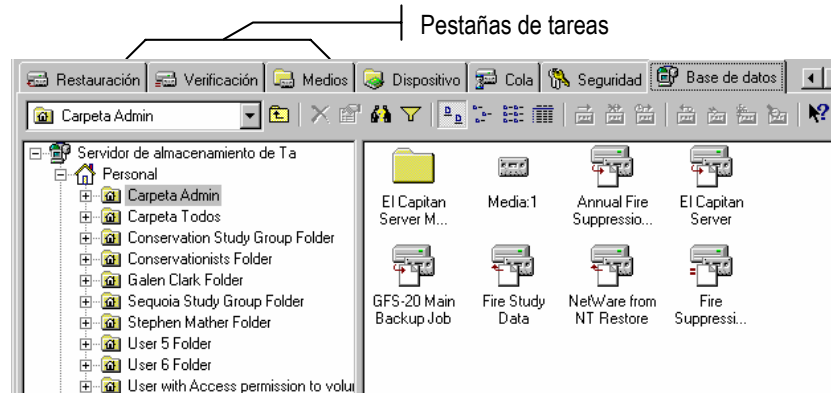 Pestañas de tareas
Restauración Verificación Medios Dispositivo Cola Seguridad Base de datos
Carpeta Admin
Servidor de almacenamiento de Ta
Personal
Carpeta Admin
Carpeta Todos
Conservation Study Group Folder
Conservationists Folder
Galen Clark Folder
Sequoia Study Group Folder
Stephen Mather Folder
User 5 Folder
User 6 Folder
User with Access permission to volu
El Capitan Media:1 Annual Fire El Capitan
Server M... Suppressio... Server
GFS-20 Main Fire Study NetWare from Fire
Backup Job Data NT Restore Suppressi...